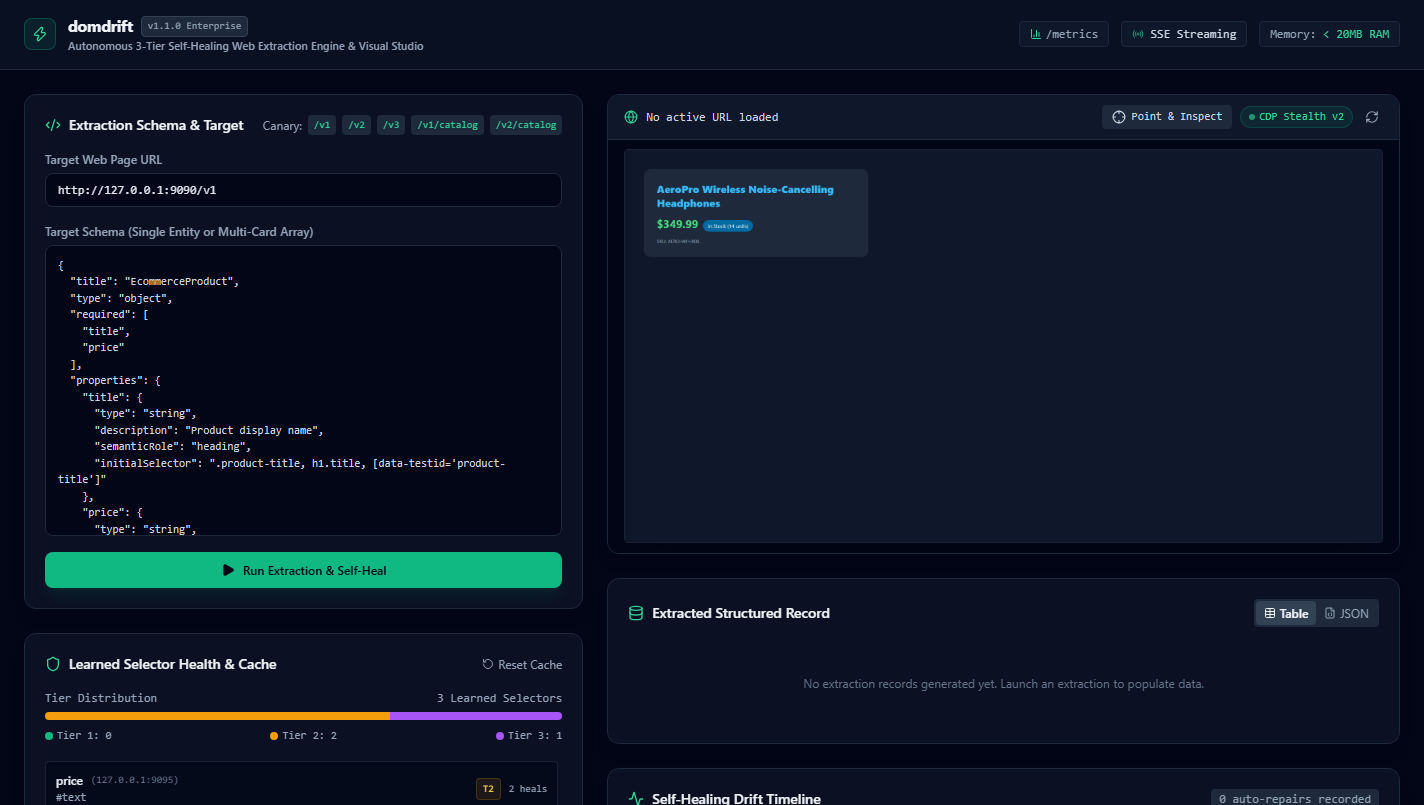 domdrift v1.1.0 Enterprise
Autonomous 3-Tier Self-Healing Web Extraction Engine & Visual Studio
/metrics
SSE Streaming
Memory: < 20MB RAM
Extraction Schema & Target
Canary: /v1 /v2 /v3 /v1/catalog /v2/catalog
Target Web Page URL
http://127.0.0.1:9090/v1
Target Schema (Single Entity or Multi-Card Array)
{
"title": "EcommerceProduct",
"type": "object",
"required": [
"title",
"price"
],
"properties": {
"title": {
"type": "string",
"description": "Product display name",
"semanticRole": "heading",
"initialSelector": ".product-title, h1.title, [data-testid='product-
title']"
},
"price": {
"type": "string",
Run Extraction & Self-Heal
Learned Selector Health & Cache
Reset Cache
Tier Distribution
3 Learned Selectors
Tier 1: 0
Tier 2: 2
Tier 3: 1
price (127.0.0.1:9095)
#text
T2
2 heals
No active URL loaded
Point & Inspect
CDP Stealth v2
AeroPro Wireless Noise-Cancelling
Headphones
$349.99 In Stock (14 units)
Extracted Structured Record
Table
JSON
No extraction records generated yet. Launch an extraction to populate data.
Self-Healing Drift Timeline
0 auto-repairs recorded